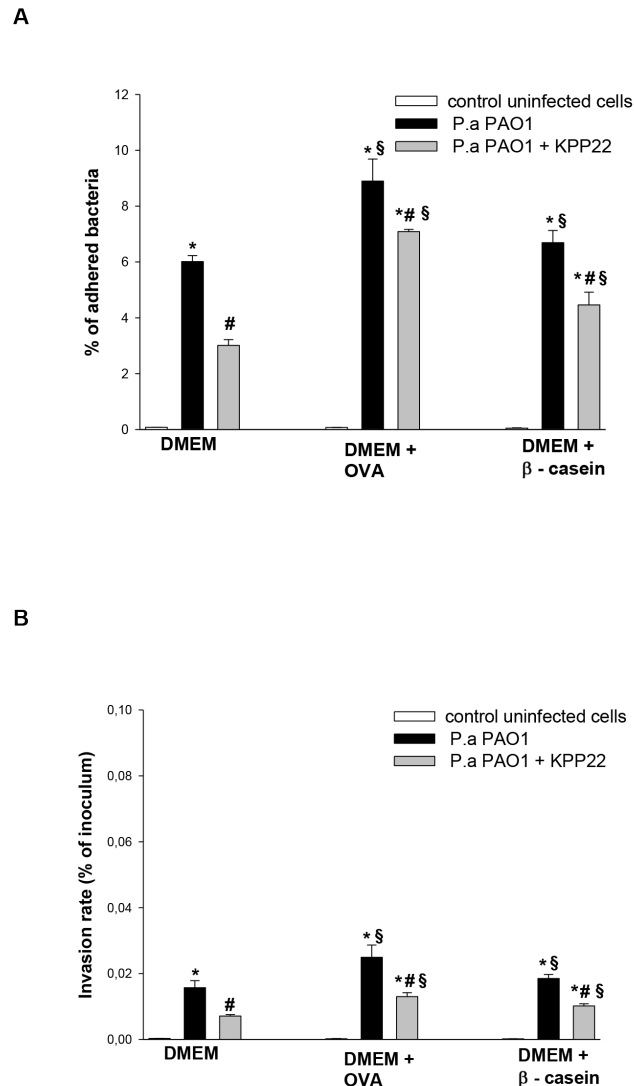 A
12
10
8
6
4
2
0
% of adhered bacteria
control uninfected cells
P.a PAO1
P.a PAO1 + KPP22
*
#
* §
*# §
* §
*# §
DMEM
DMEM +
OVA
DMEM +
β - casein
B
0,10
0,08
0,06
0,04
0,02
0,00
Invasion rate (% of inoculum)
control uninfected cells
P.a PAO1
P.a PAO1 + KPP22
*
#
* §
*# §
* §
*# §
DMEM
DMEM +
OVA
DMEM +
β - casein